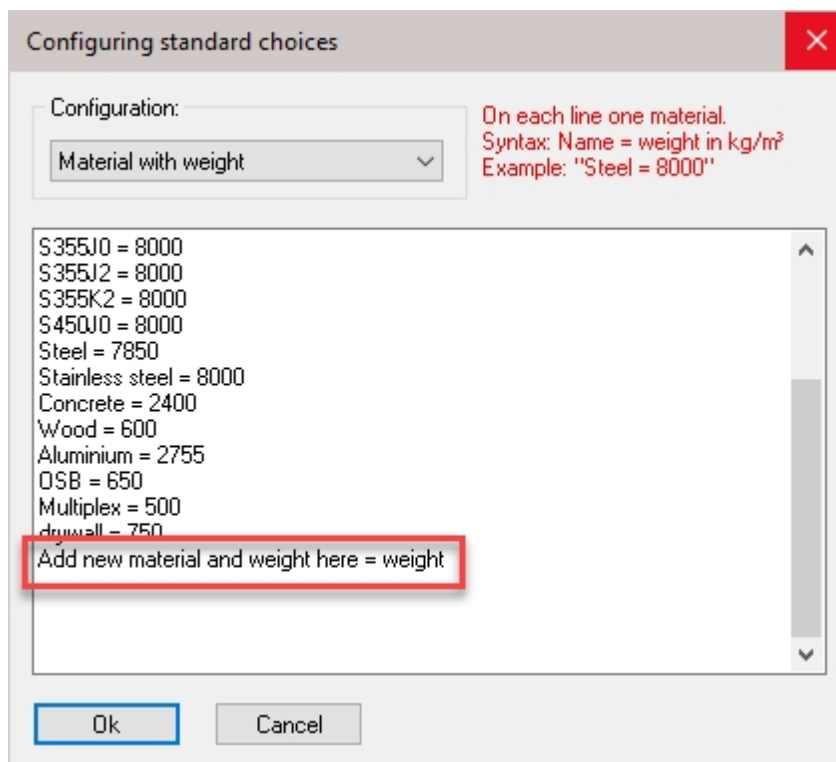 Configuring standard choices
Configuration:
Material with weight
On each line one material.
Syntax: Name = weight in kg/m³
Example: "Steel = 8000"
S355J0 = 8000
S355J2 = 8000
S355K2 = 8000
S450J0 = 8000
Steel = 7850
Stainless steel = 8000
Concrete = 2400
Wood = 600
Aluminium = 2755
OSB = 650
Multiplex = 500
drywall = 750
Add new material and weight here = weight
Ok
Cancel